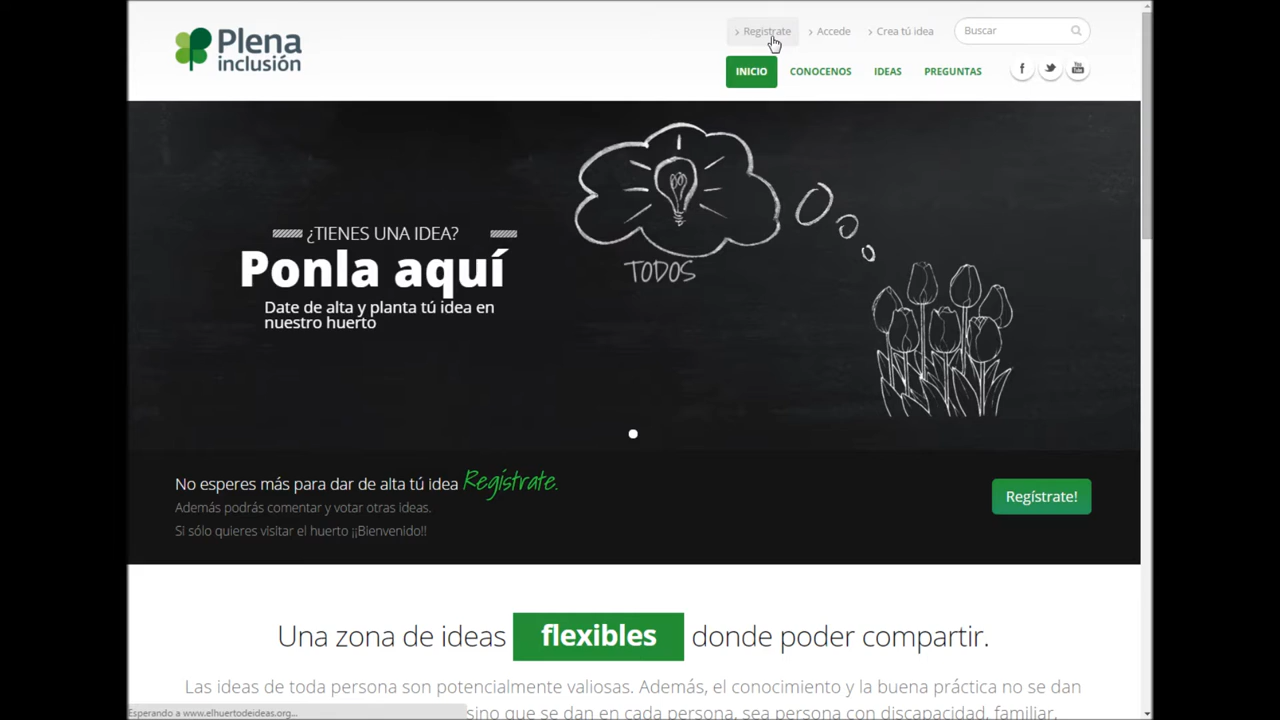 Plena
inclusión
Registrate
Accede
Crea tú idea
Buscar
INICIO
CONOCENOS
IDEAS
PREGUNTAS
f
You
Tube
¿TIENES UNA IDEA?
Ponla aquí
Date de alta y planta tú idea en
nuestro huerto
TODOS
No esperes más para dar de alta tú idea Regístrate.
Además podrás comentar y votar otras ideas.
Si sólo quieres visitar el huerto ¡¡Bienvenido!!
Regístrate!
Una zona de ideas flexibles donde poder compartir.
Las ideas de toda persona son potencialmente valiosas. Además, el conocimiento y la buena práctica no se dan
sino que se dan en cada persona, sea persona con discapacidad, familiar,
Esperando a www.elhuertodeideas.org...